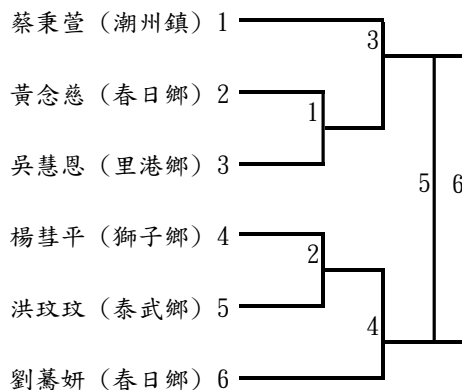 蔡秉萱 (潮州鎮) 1
3
黃念慈 (春日鄉) 2
1
吳慧恩 (里港鄉) 3
5 6
楊彗平 (獅子鄉) 4
2
洪玟玟 (泰武鄉) 5
4
劉驀妍 (春日鄉) 6